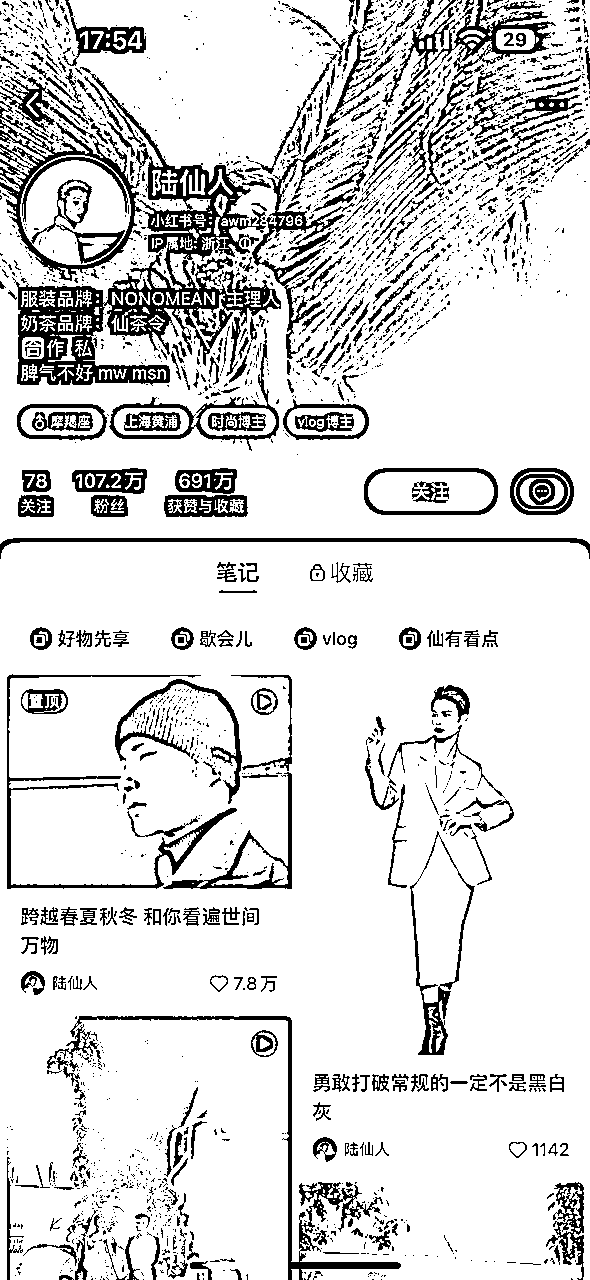 17:54
29
陆仙人
小红书号：awm284796
IP属地：浙江
服装品牌：NONOMEAN 主理人
奶茶品牌：仙茶令
合作 私
脾气不好 mw msn
摩羯座
上海黄浦
时尚博主
vlog博主
78 关注
107.2万 粉丝
691万 获赞与收藏
关注
笔记
收藏
好物先享
歇会儿
vlog
仙有看点
置顶
跨越春夏秋冬 和你看遍世间
万物
陆仙人
7.8万
勇敢打破常规的一定不是黑白
灰
陆仙人
1142